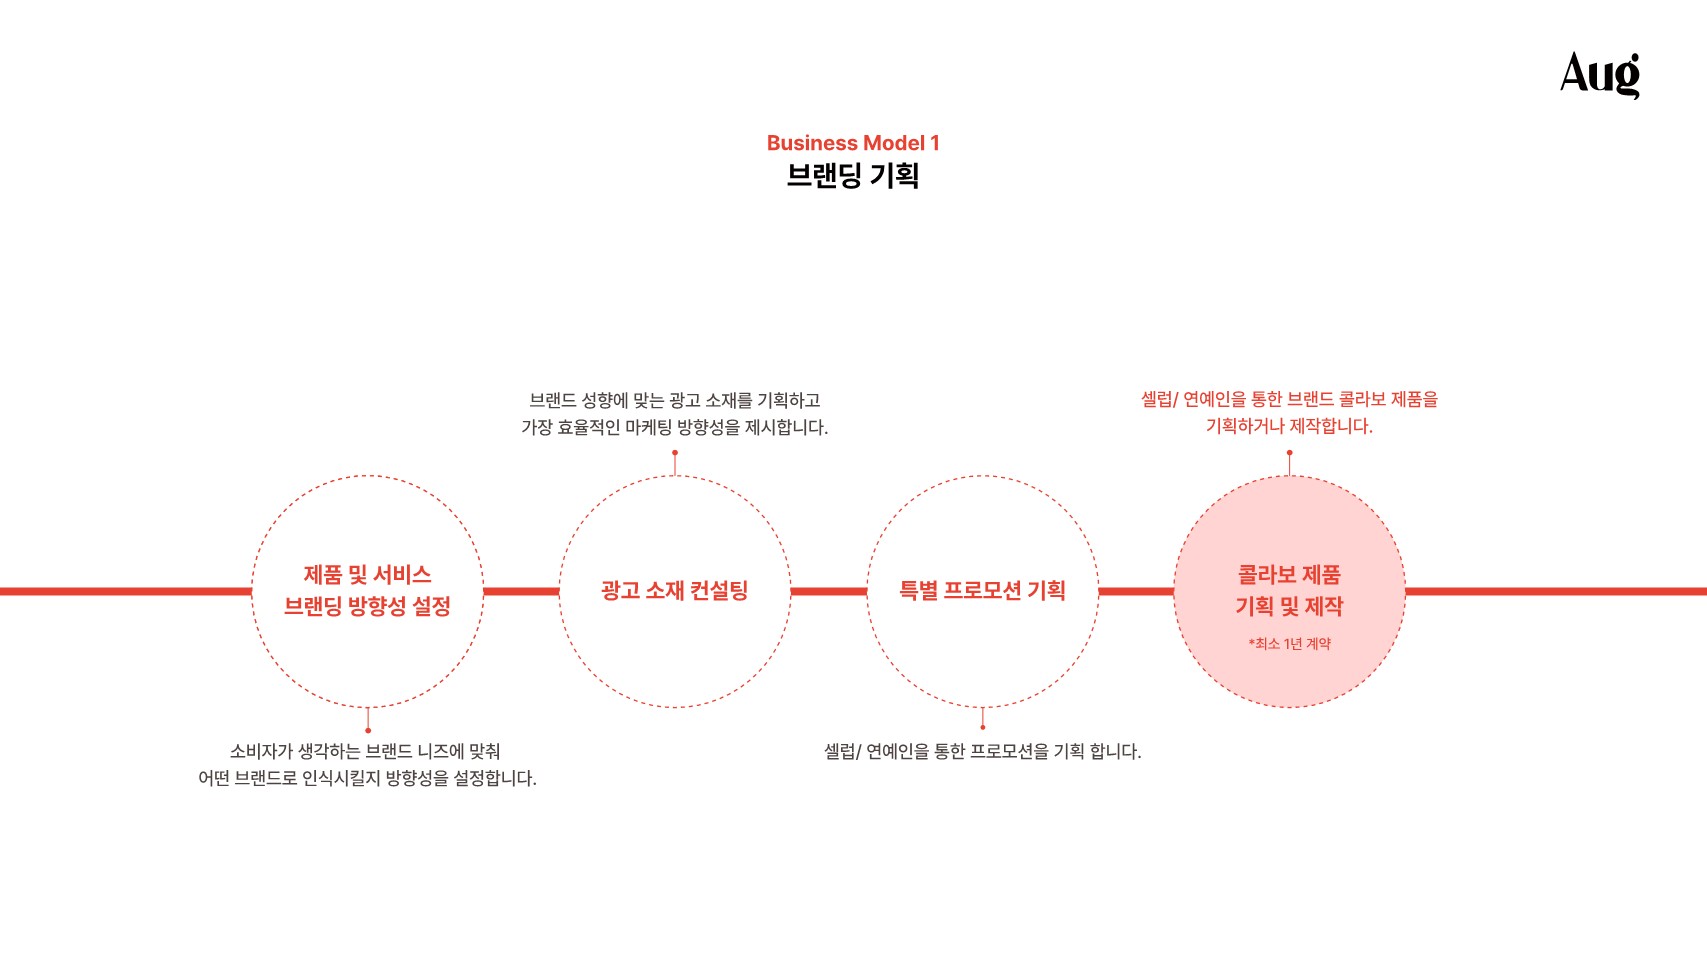 Aug
Business Model 1
브랜딩 기획
브랜드 성향에 맞는 광고 소재를 기획하고
가장 효율적인 마케팅 방향성을 제시합니다.
셀럽/ 연예인을 통한 브랜드 콜라보 제품을
기획하거나 제작합니다.
제품 및 서비스
브랜딩 방향성 설정
광고 소재 컨설팅
특별 프로모션 기획
콜라보 제품
기획 및 제작
*최소 1년 계약
소비자가 생각하는 브랜드 니즈에 맞춰
어떤 브랜드로 인식시킬지 방향성을 설정합니다.
셀럽/ 연예인을 통한 프로모션을 기획 합니다.